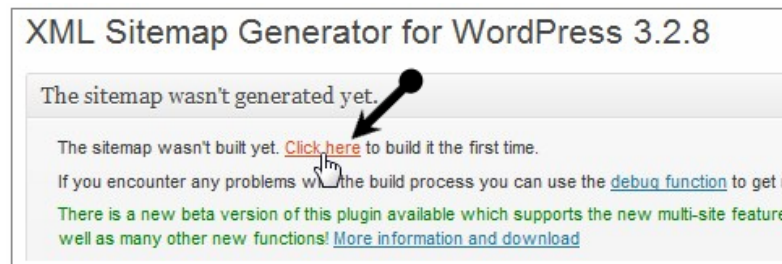 XML Sitemap Generator for WordPress 3.2.8
The sitemap wasn't generated yet.
The sitemap wasn't built yet. Click here to build it the first time.
If you encounter any problems with the build process you can use the debug function to get
There is a new beta version of this plugin available which supports the new multi-site feature
well as many other new functions! More information and download